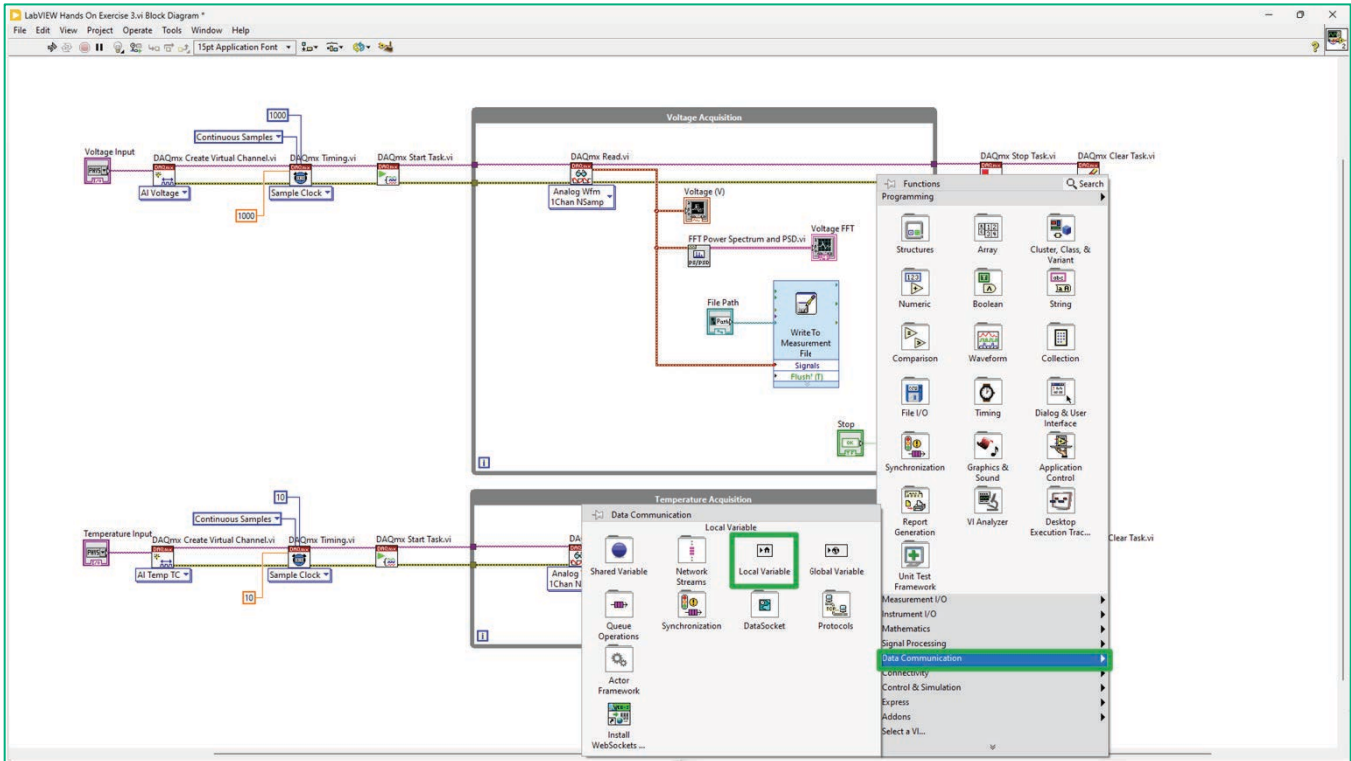 LabVIEW Hands On Exercise 3.vi Block Diagram *
File Edit View Project Operate Tools Window Help
15pt Application Font
2
1000
Continuous Samples
Voltage Input
DAQmx Create Virtual Channel.vi
DAQmx Timing.vi
DAQmx Start Task.vi
AI Voltage
Sample Clock
1000
Voltage Acquisition
DAQmx Read.vi
Analog Wfm
1Chan NSamp
Voltage (V)
FFT Power Spectrum and PSD.vi
Voltage FFT
File Path
Path
Write To
Measurement
File
Signals
Flush? (T)
Stop
OK
i
DAQmx Stop Task.vi
DAQmx Clear Task.vi
10
Continuous Samples
Temperature Input
DAQmx Create Virtual Channel.vi
DAQmx Timing.vi
DAQmx Start Task.vi
AI Temp TC
Sample Clock
10
Temperature Acquisition
DA
Analog
1Chan N
i
Clear Task.vi
Data Communication
Local Variable
Shared Variable
Network
Streams
Local Variable
Global Variable
Queue
Operations
Synchronization
DataSocket
Protocols
Actor
Framework
Install
WebSockets ...
Functions
Search
Programming
Structures
Array
Cluster, Class, &
Variant
Numeric
Boolean
String
Comparison
Waveform
Collection
File I/O
Timing
Dialog & User
Interface
Synchronization
Graphics &
Sound
Application
Control
Report
Generation
VI Analyzer
Desktop
Execution Trac...
Unit Test
Framework
Measurement I/O
Instrument I/O
Mathematics
Signal Processing
Data Communication
Connectivity
Control & Simulation
Express
Addons
Select a VI...